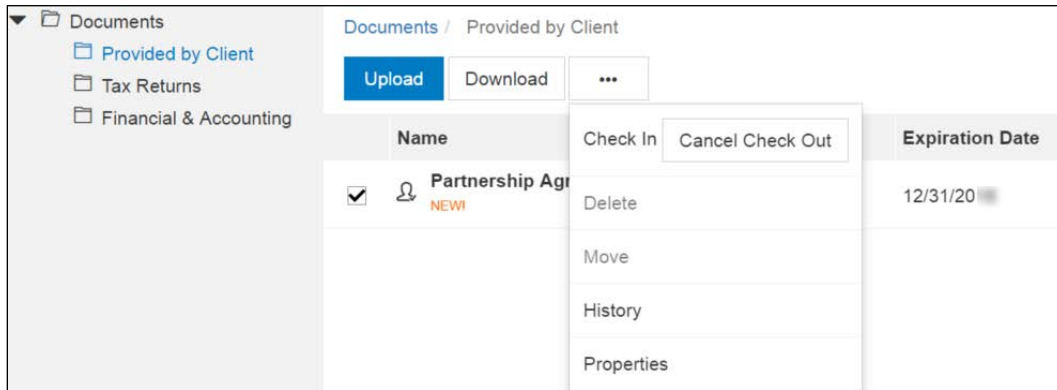 Documents
Provided by Client
Tax Returns
Financial & Accounting
Documents / Provided by Client
Upload Download •••
Name Expiration Date
Check In Cancel Check Out
Partnership
NEW!
12/31/20
Delete
Move
History
Properties